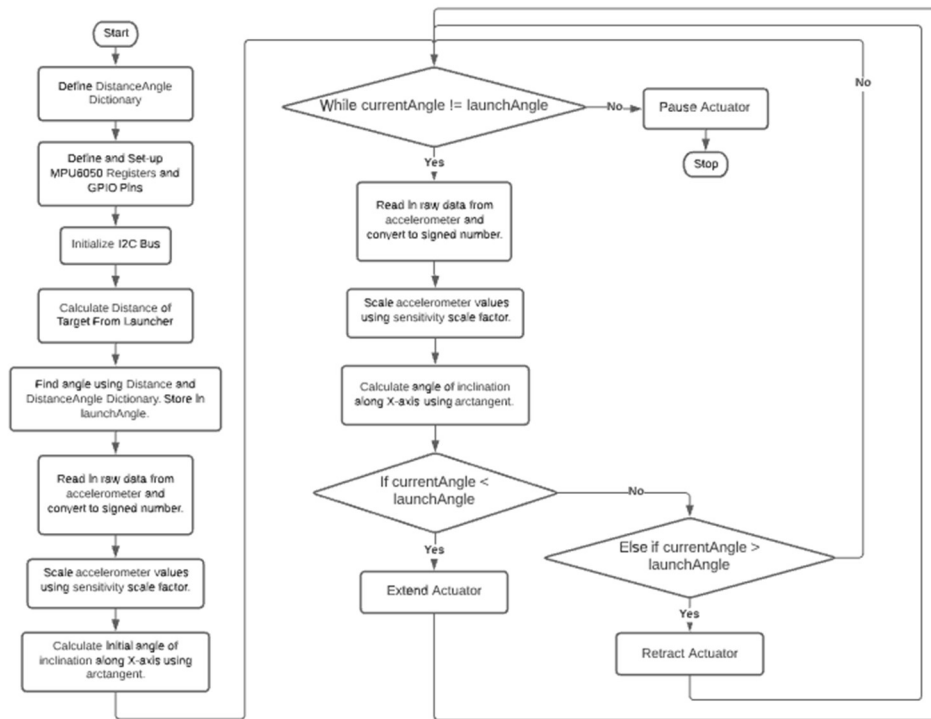 Start
Define DistanceAngle
Dictionary
Define and Set-up
MPU6050 Registers and
GPIO Pins
Initialize I2C Bus
Calculate Distance of
Target From Launcher
Find angle using Distance and
DistanceAngle Dictionary. Store in
launchAngle.
Read in raw data from
accelerometer and
convert to signed number.
Scale accelerometer values
using sensitivity scale factor.
Calculate initial angle of
inclination along X-axis using
arctangent.
While currentAngle != launchAngle
No
Pause Actuator
Stop
Yes
Read in raw data from
accelerometer and
convert to signed number.
Scale accelerometer values
using sensitivity scale factor.
Calculate angle of inclination
along X-axis using arctangent.
If currentAngle <
launchAngle
Yes
Extend Actuator
No
Else if currentAngle >
launchAngle
No
Yes
Retract Actuator